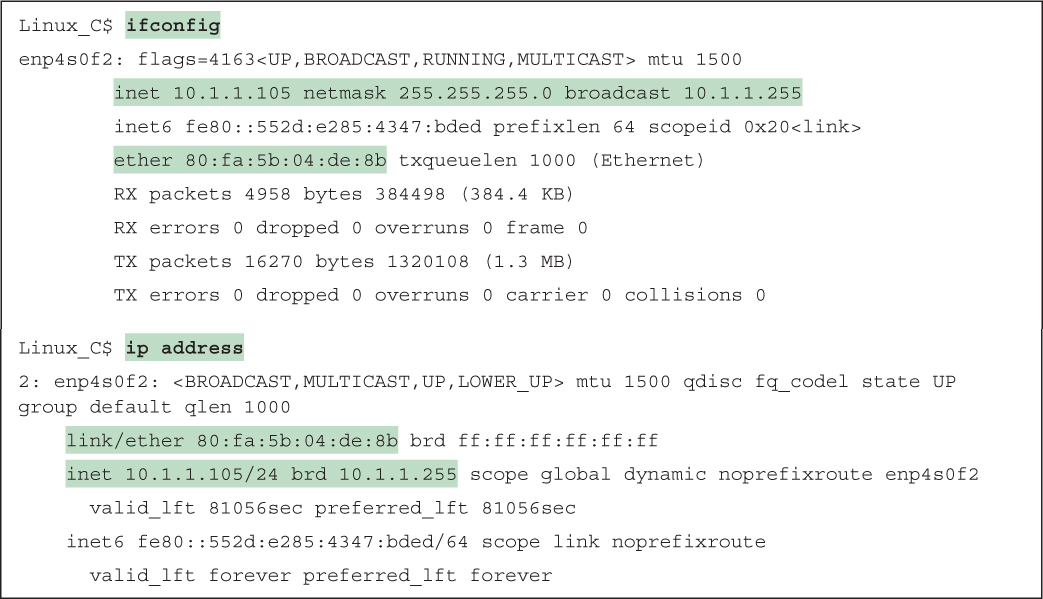 Linux_C$ ifconfig
enp4s0f2: flags=4163<UP,BROADCAST,RUNNING,MULTICAST> mtu 1500
inet 10.1.1.105 netmask 255.255.255.0 broadcast 10.1.1.255
inet6 fe80::552d:e285:4347:bded prefixlen 64 scopeid 0x20<link>
ether 80:fa:5b:04:de:8b txqueuelen 1000 (Ethernet)
RX packets 4958 bytes 384498 (384.4 KB)
RX errors 0 dropped 0 overruns 0 frame 0
TX packets 16270 bytes 1320108 (1.3 MB)
TX errors 0 dropped 0 overruns 0 carrier 0 collisions 0
Linux_C$ ip address
2: enp4s0f2: <BROADCAST,MULTICAST,UP,LOWER_UP> mtu 1500 qdisc fq_codel state UP
group default qlen 1000
link/ether 80:fa:5b:04:de:8b brd ff:ff:ff:ff:ff:ff
inet 10.1.1.105/24 brd 10.1.1.255 scope global dynamic noprefixroute enp4s0f2
valid_lft 81056sec preferred_lft 81056sec
inet6 fe80::552d:e285:4347:bded/64 scope link noprefixroute
valid_lft forever preferred_lft forever